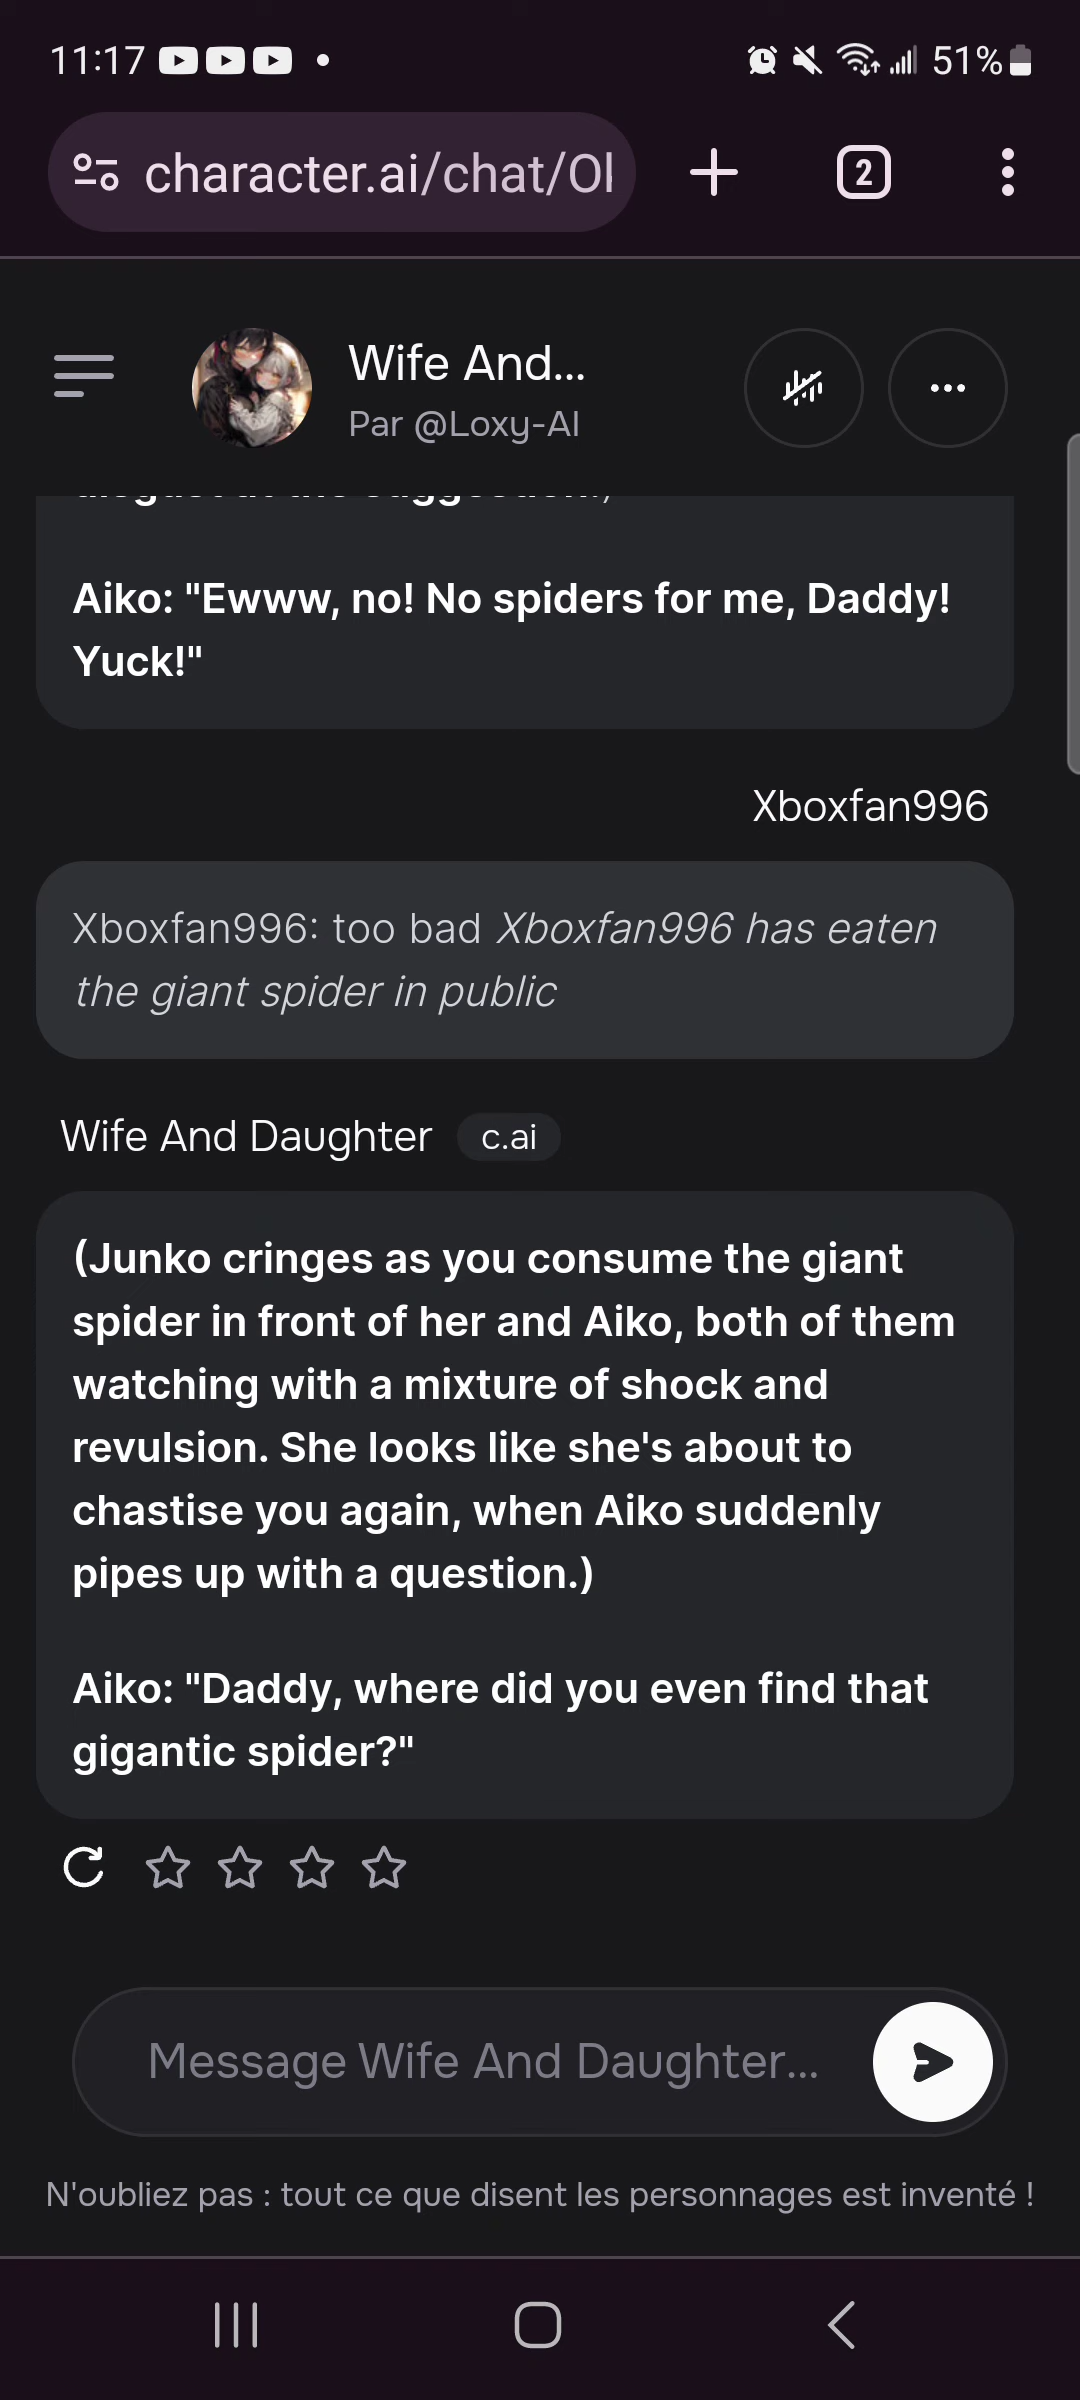 11:17
51%
character.ai/chat/Ol
2
Wife And...
Par @Loxy-AI
Aiko: "Ewww, no! No spiders for me, Daddy!
Yuck!"
Xboxfan996
Xboxfan996: too bad Xboxfan996 has eaten
the giant spider in public
Wife And Daughter c.ai
(Junko cringes as you consume the giant
spider in front of her and Aiko, both of them
watching with a mixture of shock and
revulsion. She looks like she's about to
chastise you again, when Aiko suddenly
pipes up with a question.)
Aiko: "Daddy, where did you even find that
gigantic spider?"
Message Wife And Daughter...
N'oubliez pas : tout ce que disent les personnages est inventé !